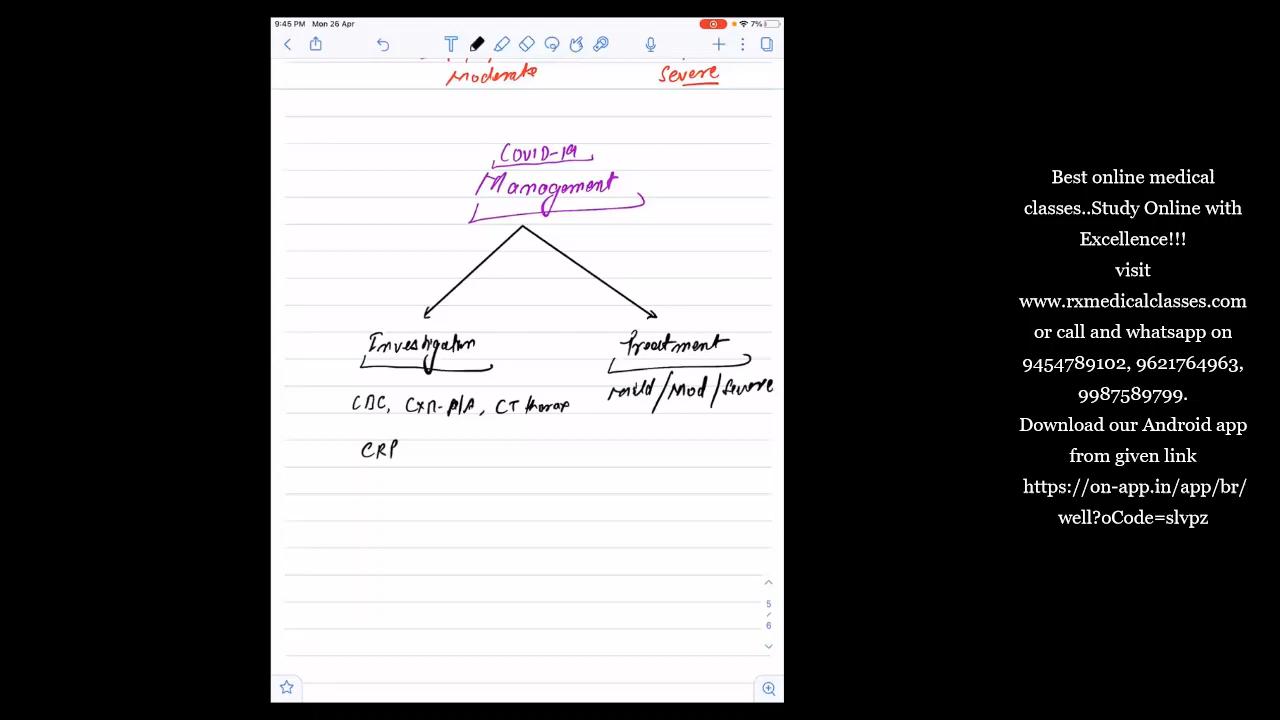 9:45 PM Mon 26 Apr
7%
Moderate
Severe
COVID-19
Management
Investigation
Treatment
CBC, CXR-P/A, CT thorax
Mild/Mod/Severe
CRP
5
6
Best online medical
classes..Study Online with
Excellence!!!
visit
www.rxmedicalclasses.com
or call and whatsapp on
9454789102, 9621764963,
9987589799.
Download our Android app
from given link
https://on-app.in/app/br/
well?oCode=slvpz